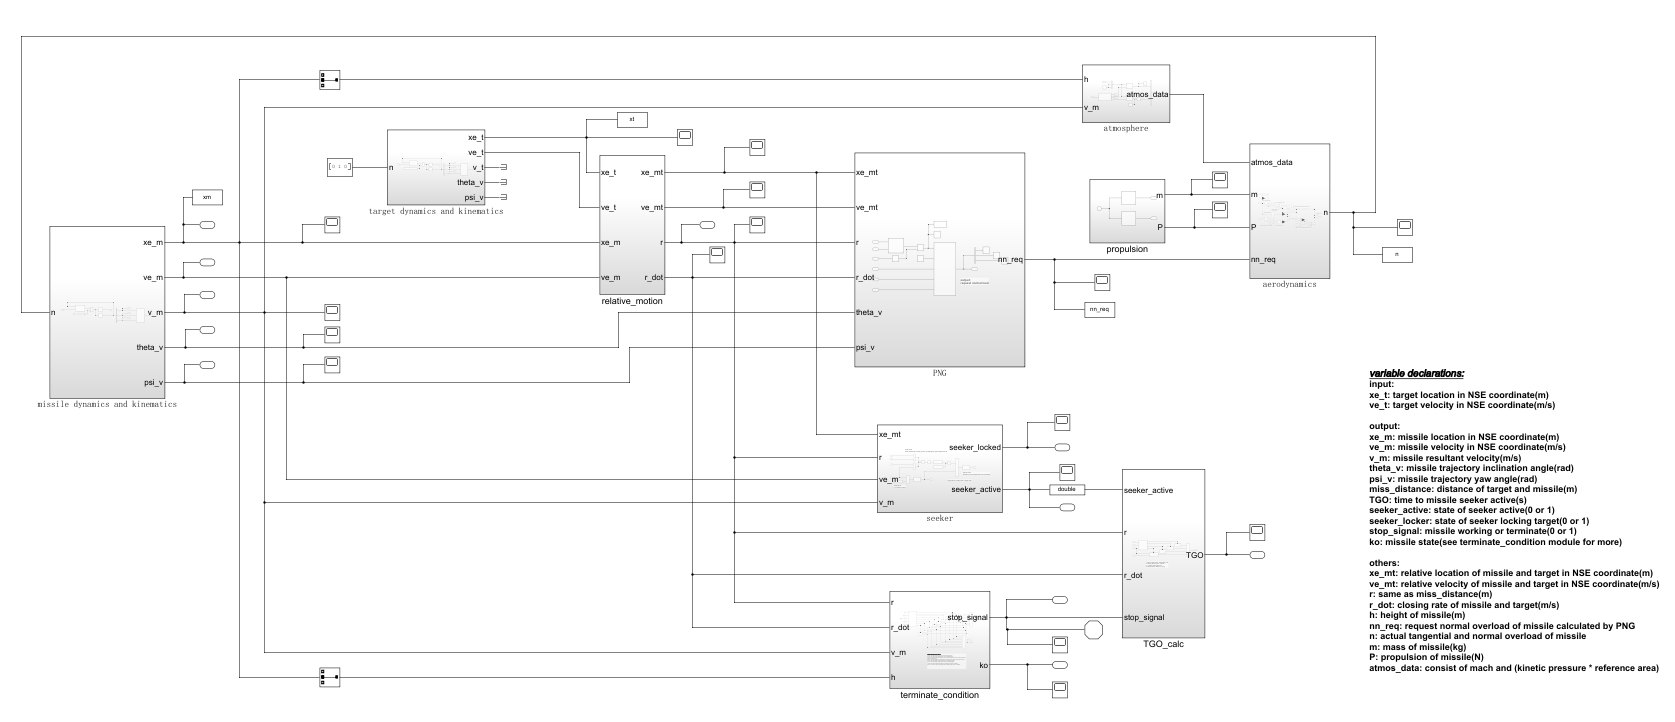 h
v_m
atmos_data
atmosphere
xt
xe_t
ve_t
v_t
theta_v
psi_v
n
target dynamics and kinematics
xm
xe_m
ve_m
v_m
theta_v
psi_v
n
missile dynamics and kinematics
xe_t
ve_t
xe_m
ve_m
xe_mt
ve_mt
r
r_dot
relative_motion
xe_mt
ve_mt
r
r_dot
theta_v
psi_v
nn_req
PNG
nn_req
m
P
propulsion
atmos_data
m
P
nn_req
n
aerodynamics
n
xe_mt
r
ve_m
v_m
seeker_locked
seeker_active
seeker
double
seeker_active
r
r_dot
stop_signal
TGO
TGO_calc
r
r_dot
v_m
h
stop_signal
ko
terminate_condition
variable declarations:
input:
xe_t: target location in NSE coordinate(m)
ve_t: target velocity in NSE coordinate(m/s)
output:
xe_m: missile location in NSE coordinate(m)
ve_m: missile velocity in NSE coordinate(m/s)
v_m: missile resultant velocity(m/s)
theta_v: missile trajectory inclination angle(rad)
psi_v: missile trajectory yaw angle(rad)
miss_distance: distance of target and missile(m)
TGO: time to missile seeker active(s)
seeker_active: state of seeker active(0 or 1)
seeker_locker: state of seeker locking target(0 or 1)
stop_signal: missile working or terminate(0 or 1)
ko: missile state(see terminate_condition module for more)
others:
xe_mt: relative location of missile and target in NSE coordinate(m)
ve_mt: relative velocity of missile and target in NSE coordinate(m/s)
r: same as miss_distance(m)
r_dot: closing rate of missile and target(m/s)
h: height of missile(m)
nn_req: request normal overload of missile calculated by PNG
n: actual tangential and normal overload of missile
m: mass of missile(kg)
P: propulsion of missile(N)
atmos_data: consist of mach and (kinetic pressure * reference area)